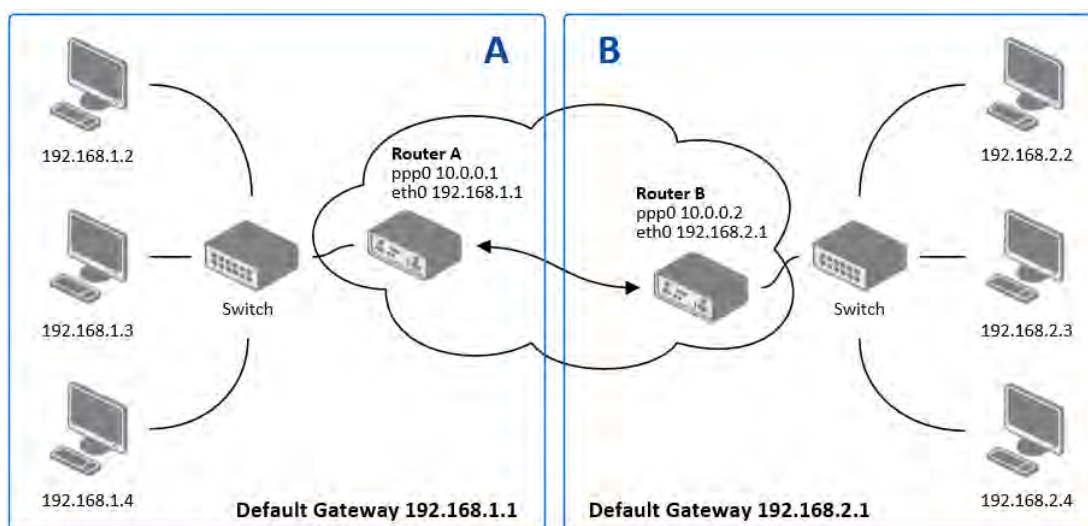 A
B
192.168.1.2
Router A
ppp0 10.0.0.1
eth0 192.168.1.1
192.168.2.2
Router B
ppp0 10.0.0.2
eth0 192.168.2.1
192.168.1.3
Switch
Switch
192.168.2.3
192.168.1.4
Default Gateway 192.168.1.1
Default Gateway 192.168.2.1
192.168.2.4